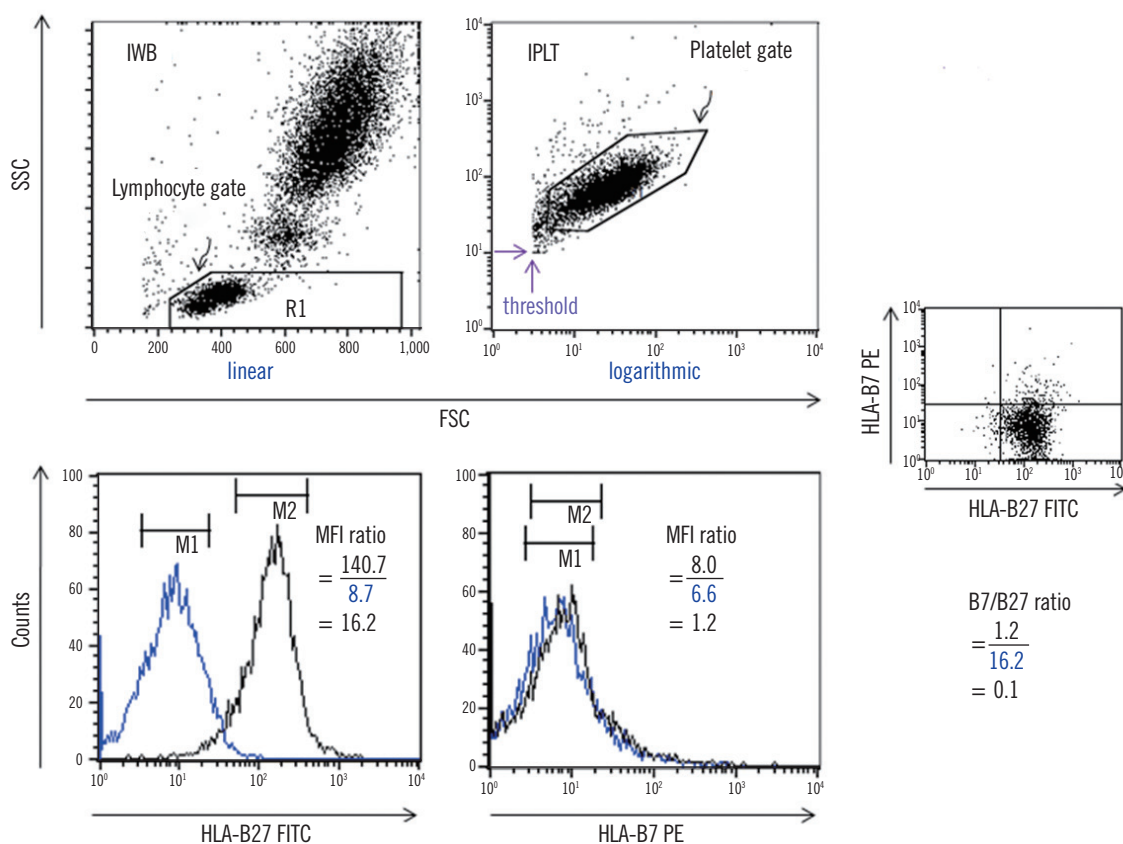 IWB
SSC
Lymphocyte gate
R1
0 200 400 600 800 1,000
linear
IPLT
Platelet gate
10⁴
10³
10²
10¹
10⁰
threshold
10⁰ 10¹ 10² 10³ 10⁴
logarithmic
FSC
HLA-B7 PE
10⁴
10³
10²
10¹
10⁰
10⁰ 10² 10³
HLA-B27 FITC
Counts
100
80
60
40
20
0
M1
M2
MFI ratio
= 140.7
8.7
= 16.2
10⁰ 10¹ 10² 10³ 10⁴
HLA-B27 FITC
100
80
60
40
20
0
M2
M1
MFI ratio
= 8.0
6.6
= 1.2
10⁰ 10¹ 10² 10³ 10⁴
HLA-B7 PE
B7/B27 ratio
= 1.2
16.2
= 0.1